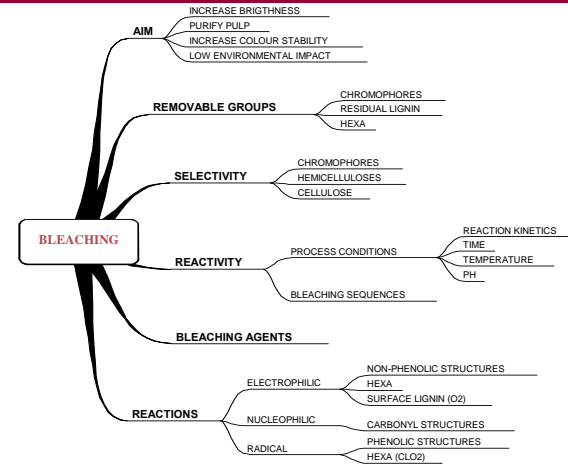 INCREASE BRIGTHNESS
AIM
PURIFY PULP
INCREASE COLOUR STABILITY
LOW ENVIRONMENTAL IMPACT
REMOVABLE GROUPS
CHROMOPHORES
RESIDUAL LIGNIN
HEXA
SELECTIVITY
CHROMOPHORES
HEMICELLULOSES
CELLULOSE
BLEACHING
REACTIVITY
PROCESS CONDITIONS
REACTION KINETICS
TIME
TEMPERATURE
PH
BLEACHING SEQUENCES
BLEACHING AGENTS
REACTIONS
ELECTROPHILIC
NON-PHENOLIC STRUCTURES
HEXA
SURFACE LIGNIN (O2)
NUCLEOPHILIC
CARBONYL STRUCTURES
RADICAL
PHENOLIC STRUCTURES
HEXA (CLO2)